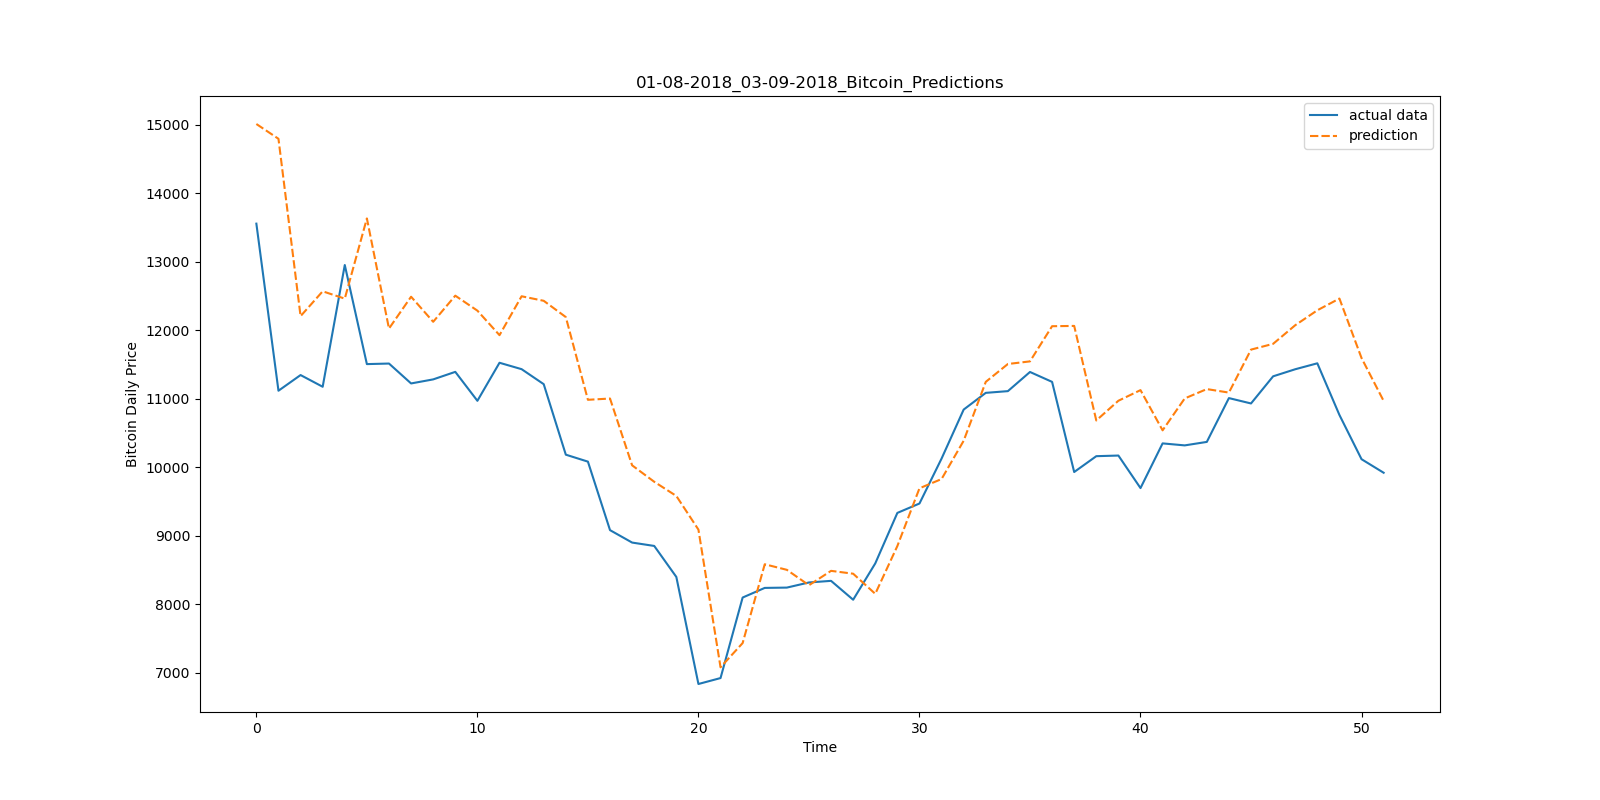 01-08-2018_03-09-2018_Bitcoin_Predictions
actual data
prediction
15000
14000
13000
12000
11000
10000
9000
8000
7000
Bitcoin Daily Price
0 10 20 30 40 50
Time